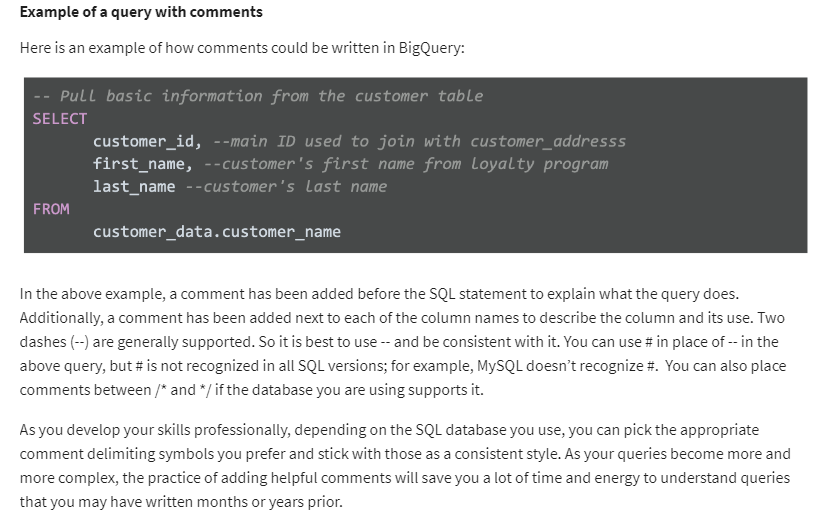 Example of a query with comments
Here is an example of how comments could be written in BigQuery:
-- Pull basic information from the customer table
SELECT
customer_id, --main ID used to join with customer_addresss
first_name, --customer's first name from loyalty program
last_name --customer's last name
FROM
customer_data.customer_name
In the above example, a comment has been added before the SQL statement to explain what the query does.
Additionally, a comment has been added next to each of the column names to describe the column and its use. Two
dashes (--) are generally supported. So it is best to use -- and be consistent with it. You can use # in place of -- in the
above query, but # is not recognized in all SQL versions; for example, MySQL doesn’t recognize #.  You can also place
comments between /* and */ if the database you are using supports it.
As you develop your skills professionally, depending on the SQL database you use, you can pick the appropriate
comment delimiting symbols you prefer and stick with those as a consistent style. As your queries become more and
more complex, the practice of adding helpful comments will save you a lot of time and energy to understand queries
that you may have written months or years prior.